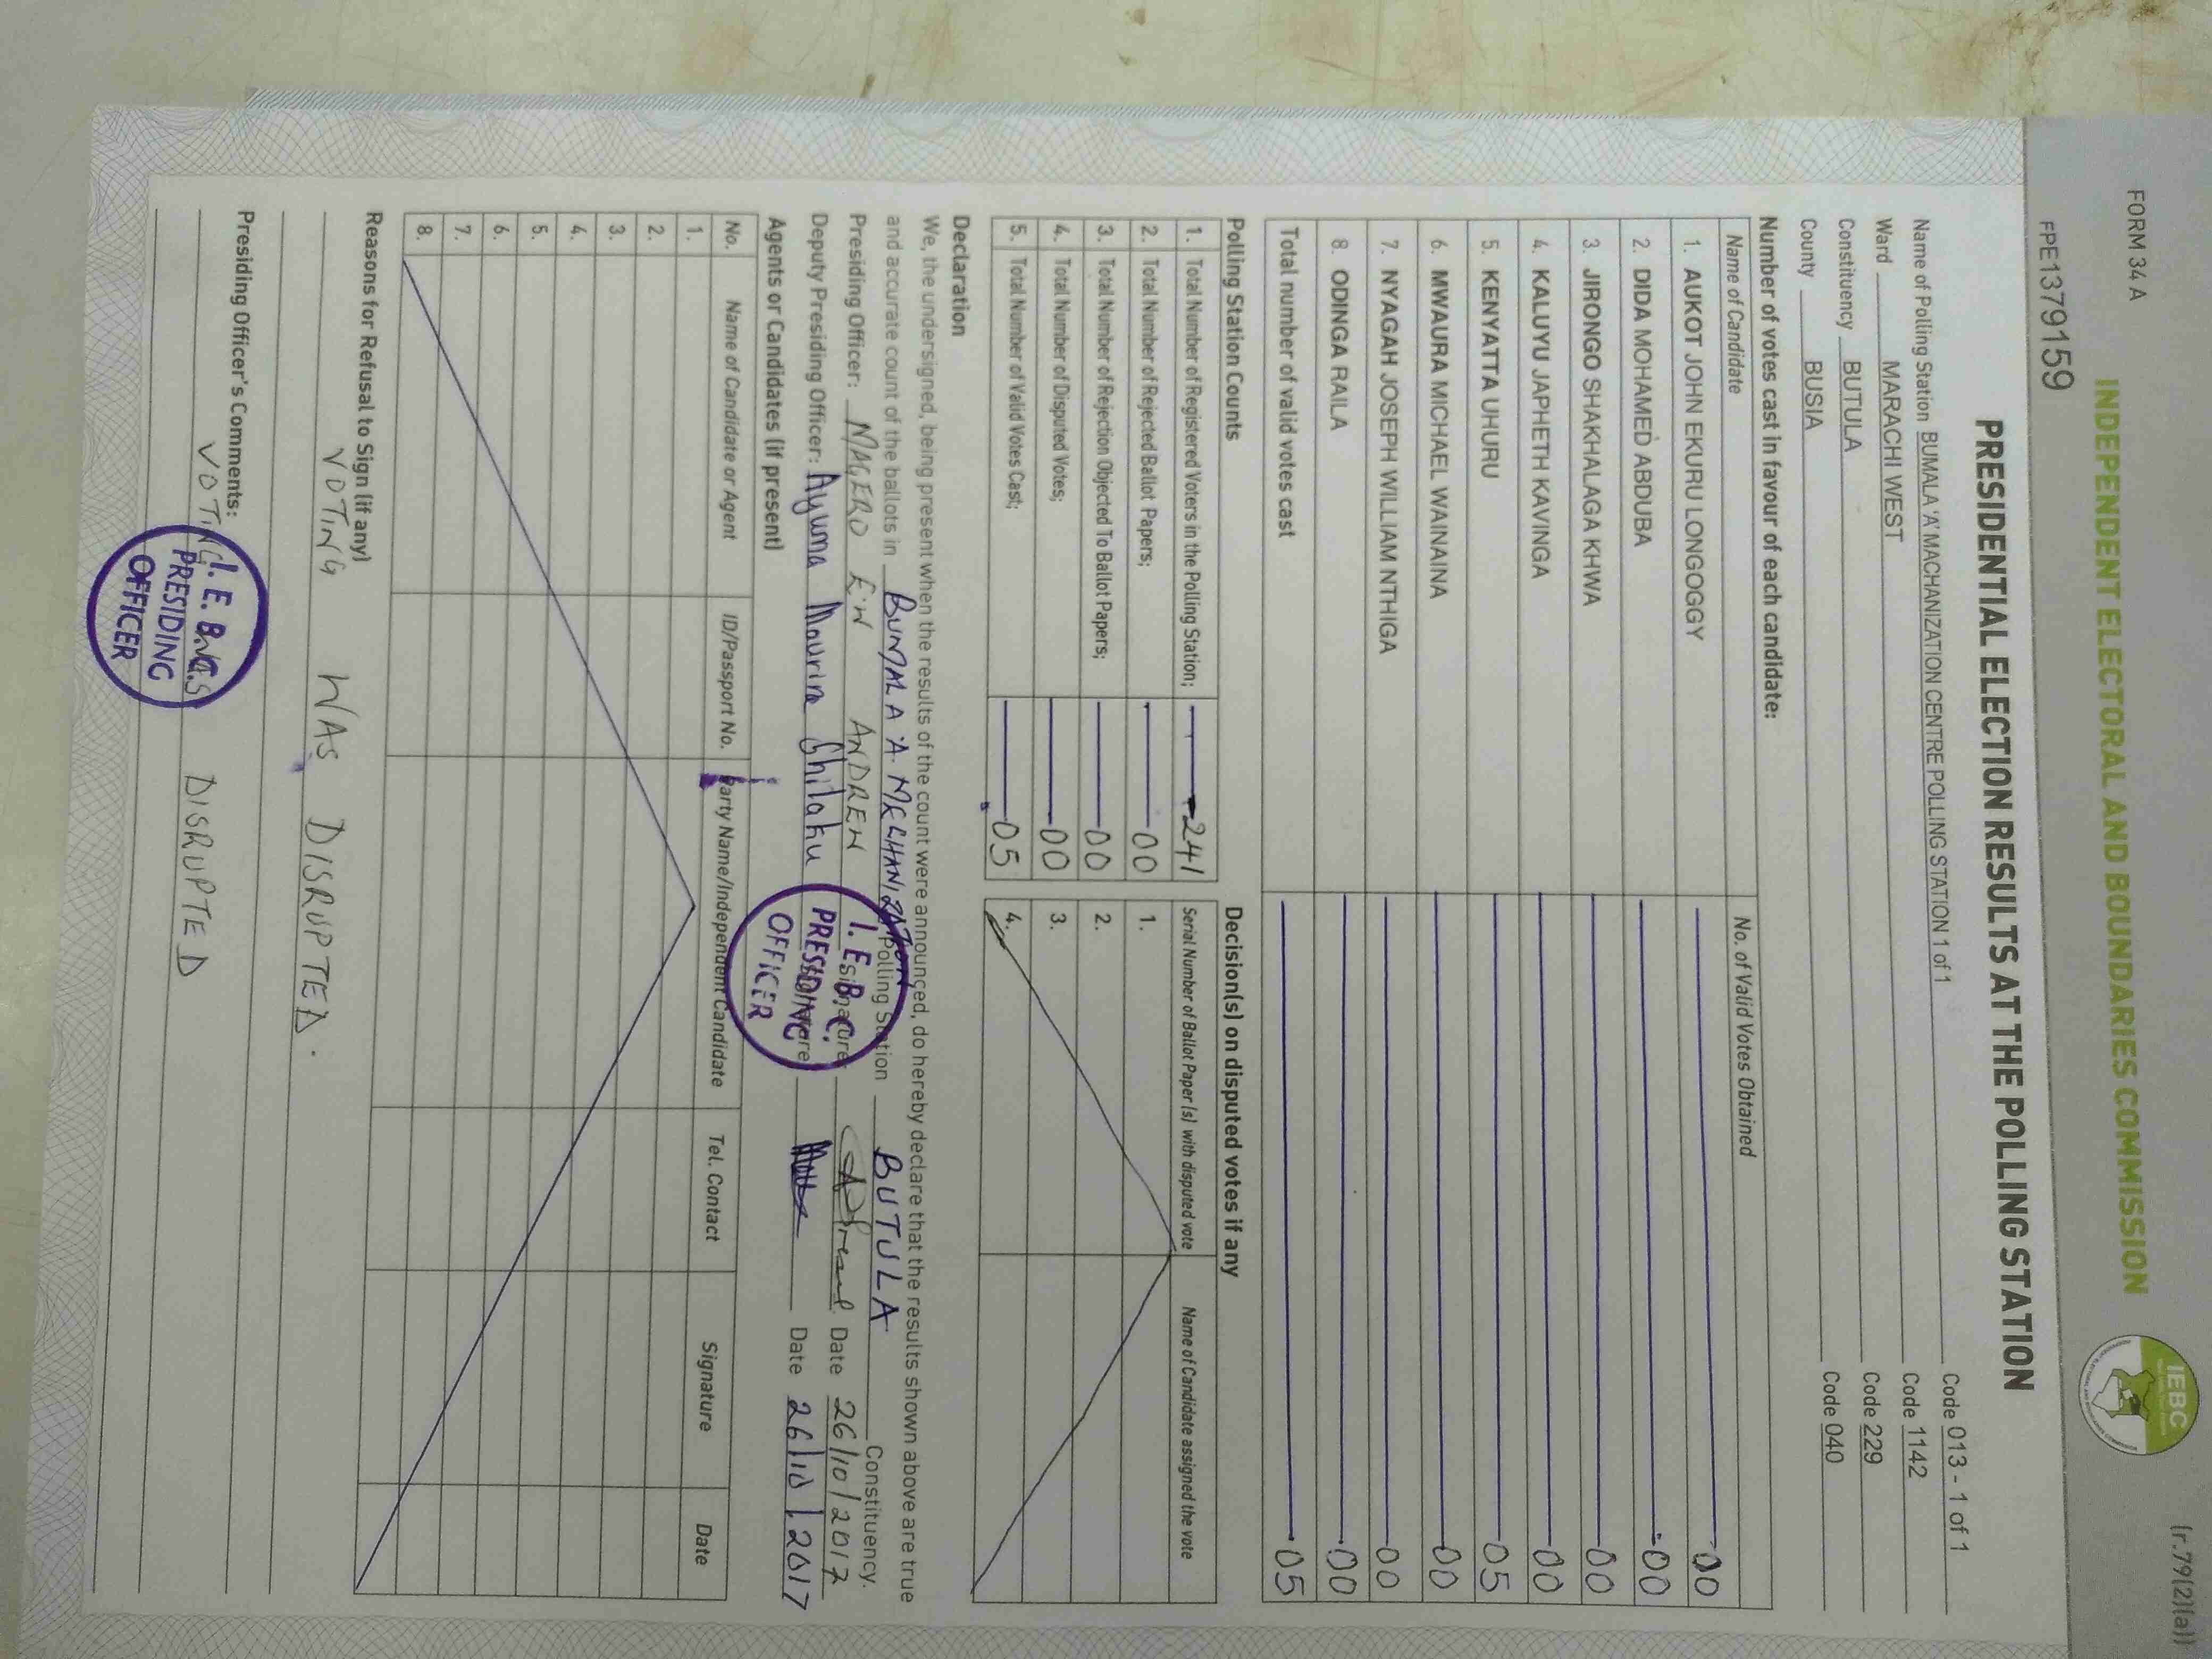 FORM 34 A
(r.79(2)(a))
INDEPENDENT ELECTORAL AND BOUNDARIES COMMISSION
IEBC
FPE1379159
PRESIDENTIAL ELECTION RESULTS AT THE POLLING STATION
Name of Polling Station BUMALA 'A' MACHANIZATION CENTRE POLLING STATION 1 of 1 Code 013 - 1 of 1
Ward MARACHI WEST Code 1142
Constituency BUTULA Code 229
County BUSIA Code 040
Number of votes cast in favour of each candidate:
Name of Candidate No. of Valid Votes Obtained
1. AUKOT JOHN EKURU LONGOGGY 00
2. DIDA MOHAMED ABDUBA 00
3. JIRONGO SHAKHALAGA KHWA 00
4. KALUYU JAPHETH KAVINGA 00
5. KENYATTA UHURU 05
6. MWAURA MICHAEL WAINAINA 00
7. NYAGAH JOSEPH WILLIAM NTHIGA 00
8. ODINGA RAILA 00
Total number of valid votes cast 05
Polling Station Counts
1. Total Number of Registered Voters in the Polling Station; 241
2. Total Number of Rejected Ballot Papers; 00
3. Total Number of Rejection Objected To Ballot Papers; 00
4. Total Number of Disputed Votes; 00
5. Total Number of Valid Votes Cast; 05
Decision(s) on disputed votes if any
Serial Number of Ballot Paper (s) with disputed vote Name of Candidate assigned the vote
1.
2.
3.
4.
Declaration
We, the undersigned, being present when the results of the count were announced, do hereby declare that the results shown above are true
and accurate count of the ballots in BUMALA 'A' MECHANIZATION Polling Station BUTULA Constituency.
Presiding Officer: MAGERO ANDREW Signature Date 26/10/2017
Deputy Presiding Officer: Ayuma Maurin Date 26/10/2017
I. E. B. C.
PRESIDING
OFFICER
Agents or Candidates (if present)
No. Name of Candidate or Agent ID/Passport No. Party Name/Independent Candidate Tel. Contact Signature Date
1.
2.
3.
4.
5.
6.
7.
8.
Reasons for Refusal to Sign (if any)
VOTING WAS DISRUPTED.
Presiding Officer's Comments:
VOTING WAS DISRUPTED
I. E. B. C.
PRESIDING
OFFICER